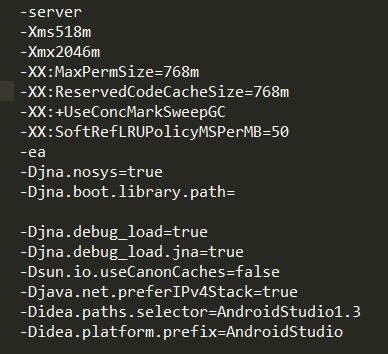 -server
-Xms518m
-Xmx2046m
-XX:MaxPermSize=768m
-XX:ReservedCodeCacheSize=768m
-XX:+UseConcMarkSweepGC
-XX:SoftRefLRUPolicyMSPerMB=50
-ea
-Djna.nosys=true
-Djna.boot.library.path=
-Djna.debug_load=true
-Djna.debug_load.jna=true
-Dsun.io.useCanonCaches=false
-Djava.net.preferIPv4Stack=true
-Didea.paths.selector=AndroidStudio1.3
-Didea.platform.prefix=AndroidStudio